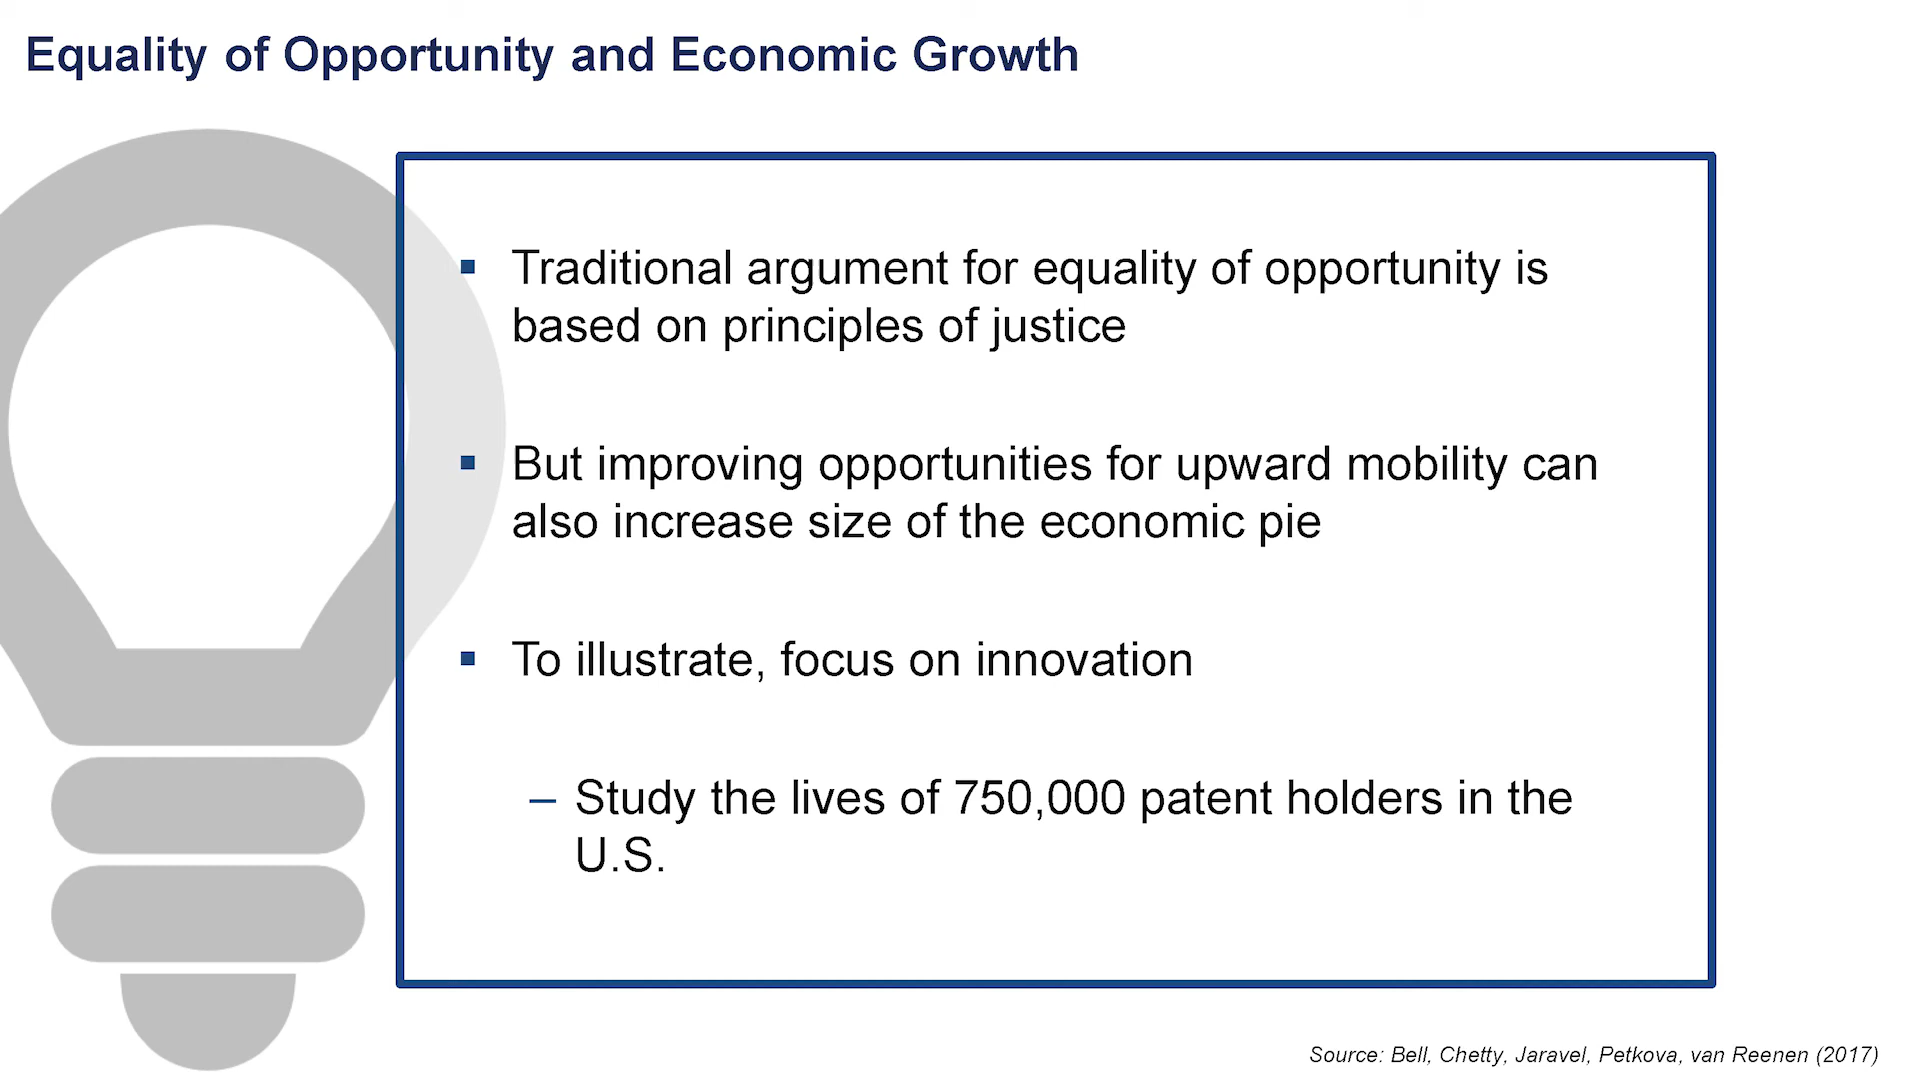 Equality of Opportunity and Economic Growth
▪ Traditional argument for equality of opportunity is
based on principles of justice
▪ But improving opportunities for upward mobility can
also increase size of the economic pie
▪ To illustrate, focus on innovation
– Study the lives of 750,000 patent holders in the
U.S.
Source: Bell, Chetty, Jaravel, Petkova, van Reenen (2017)